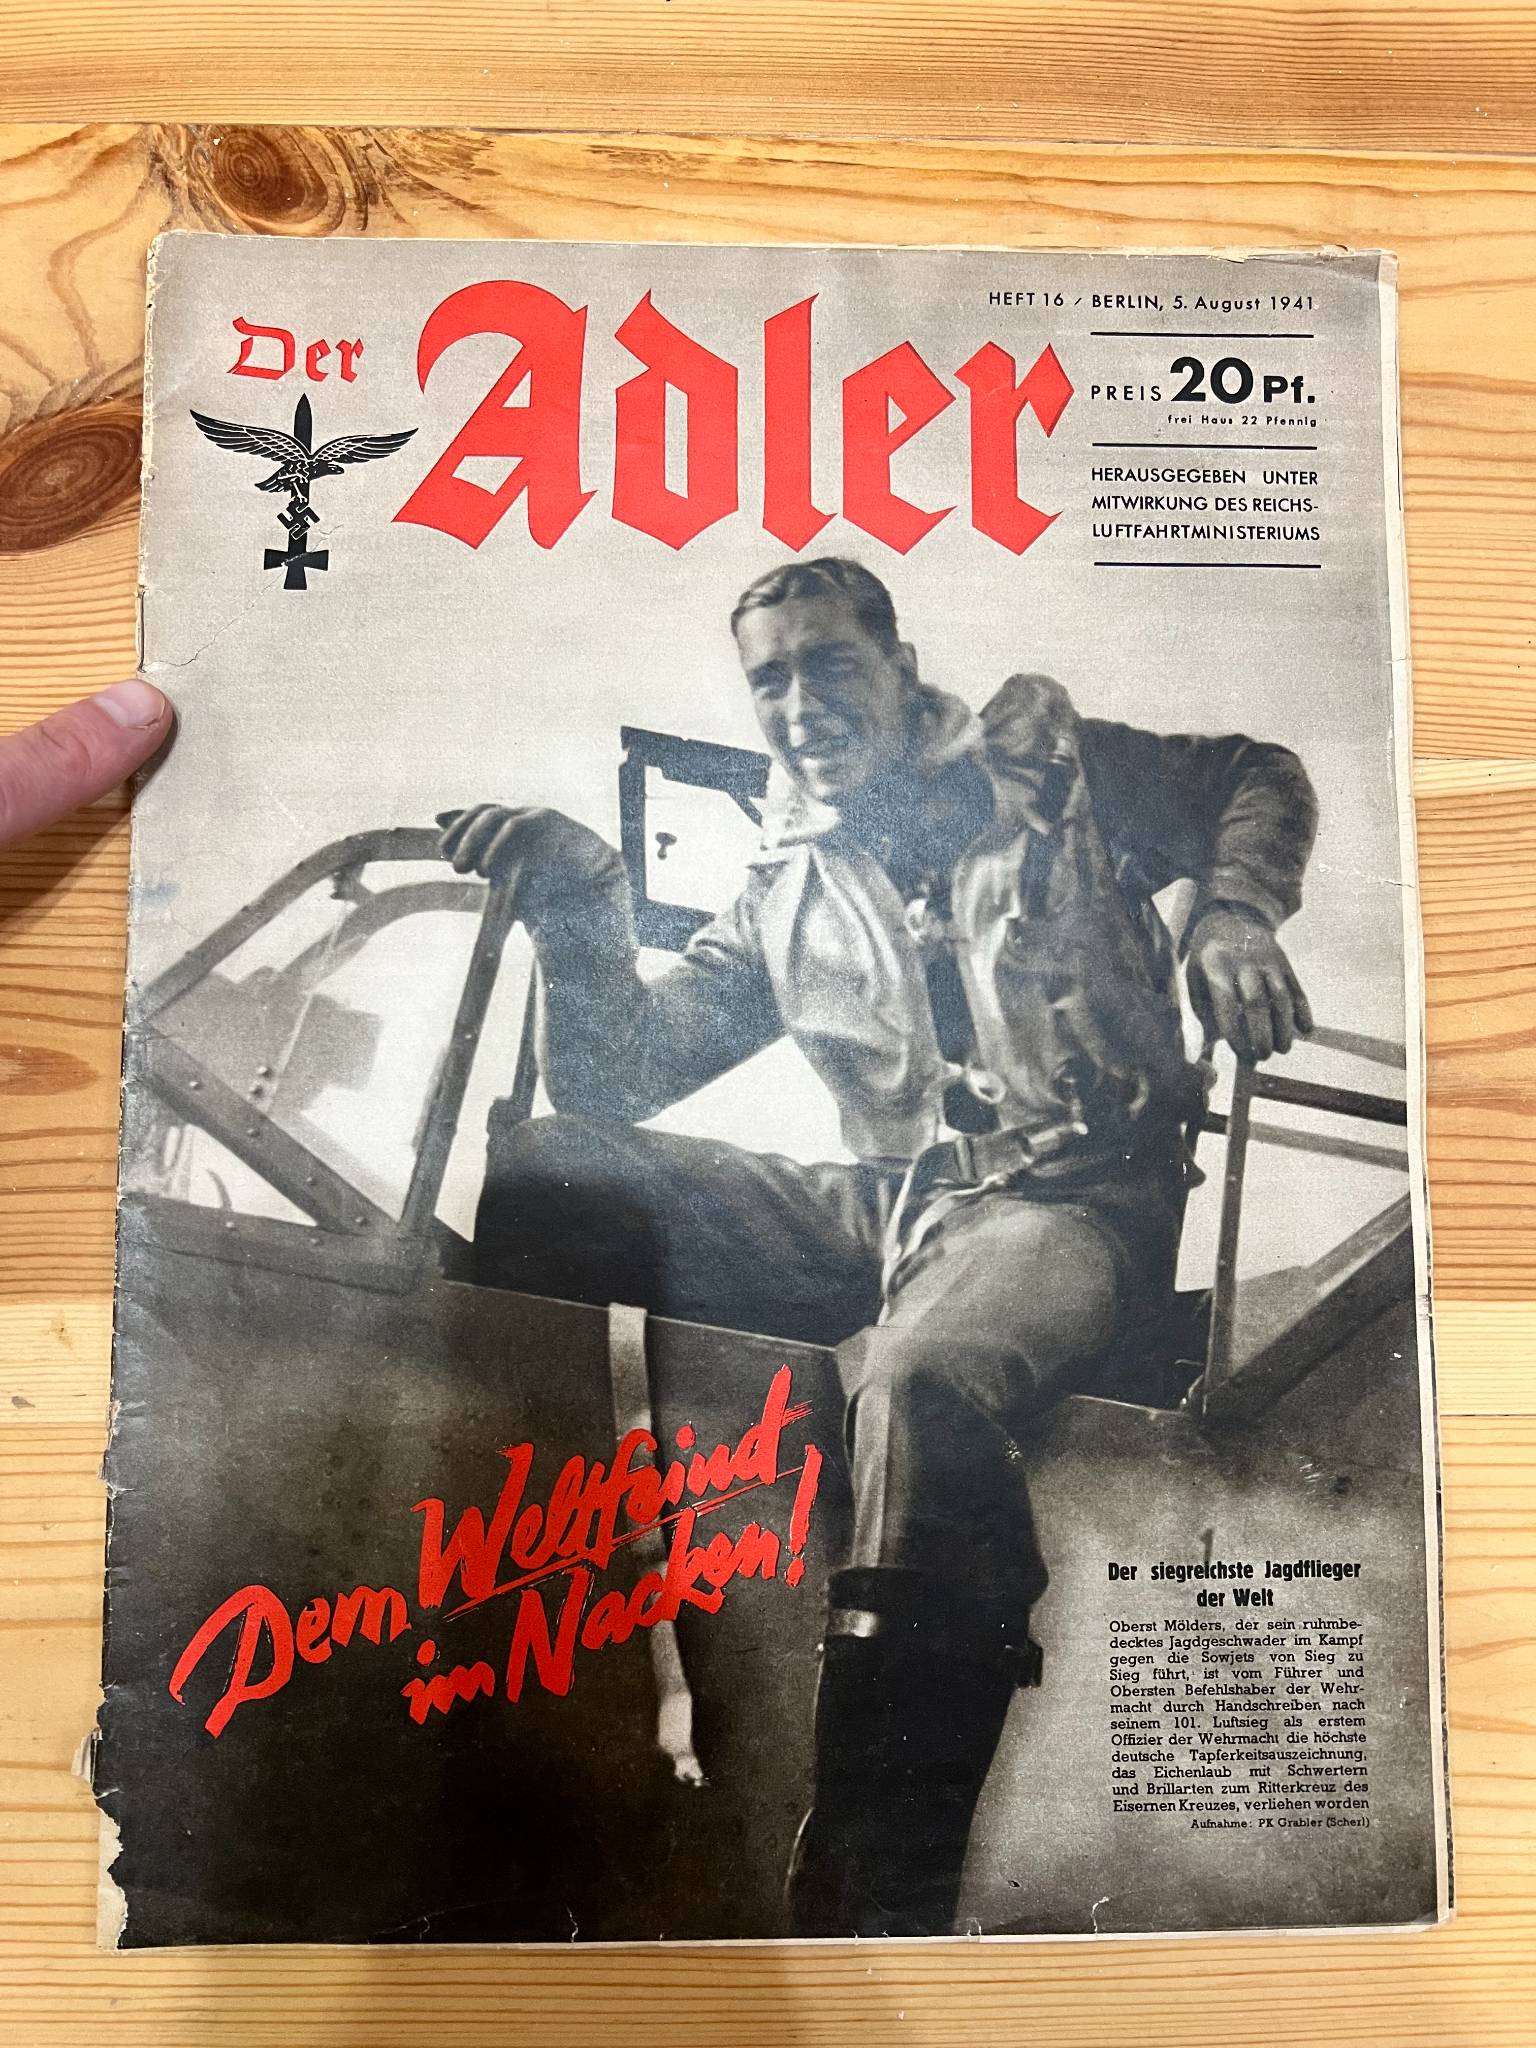 Der Adler
HEFT 16 / BERLIN, 5. August 1941
PREIS 20 Pf.
frei Haus 22 Pfennig
HERAUSGEGEBEN UNTER
MITWIRKUNG DES REICHS-
LUFTFAHRTMINISTERIUMS
Dem Weltfeind
im Nacken!
Der siegreichste Jagdflieger
der Welt
Oberst Mölders, der sein ruhmbe-
decktes Jagdgeschwader im Kampf
gegen die Sowjets von Sieg zu
Sieg führt, ist vom Führer und
Obersten Befehlshaber der Wehr-
macht durch Handschreiben nach
seinem 101. Luftsieg als erstem
Offizier der Wehrmacht die höchste
deutsche Tapferkeitsauszeichnung,
das Eichenlaub mit Schwertern
und Brillanten zum Ritterkreuz des
Eisernen Kreuzes, verliehen worden
Aufnahme: PK Grabler (Scherl)